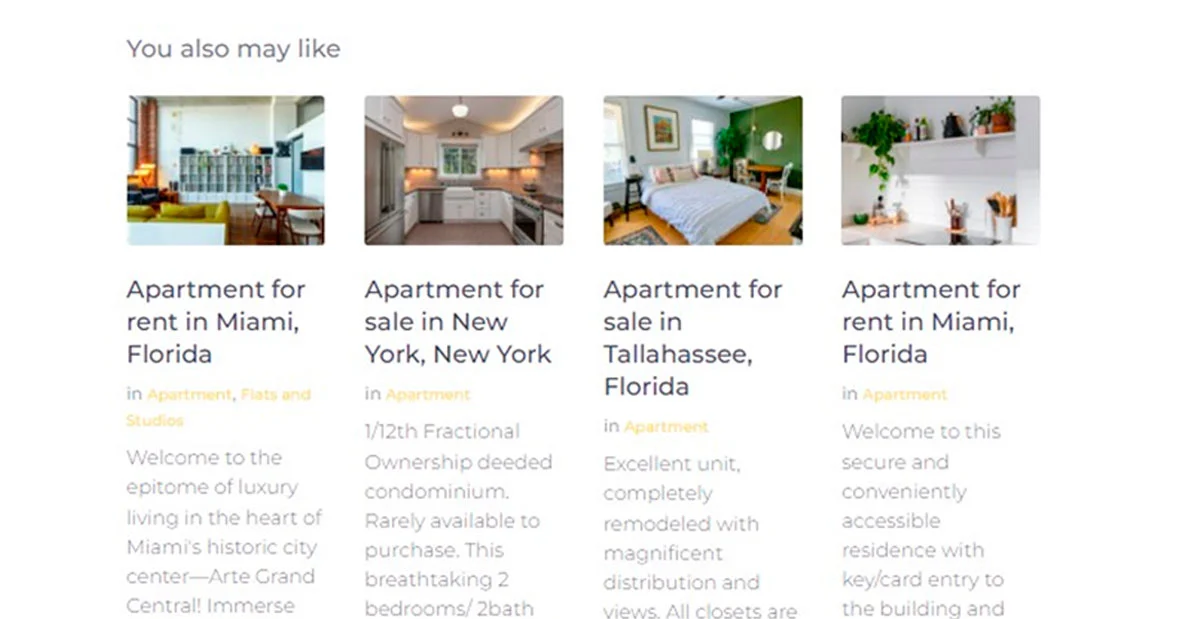 You also may like
Apartment for
rent in Miami,
Florida
in Apartment, Flats and
Studios
Welcome to the
epitome of luxury
living in the heart of
Miami's historic city
center—Arte Grand
Central! Immerse
Apartment for
sale in New
York, New York
in Apartment
1/12th Fractional
Ownership deeded
condominium.
Rarely available to
purchase. This
breathtaking 2
bedrooms/ 2bath
Apartment for
sale in
Tallahassee,
Florida
in Apartment
Excellent unit,
completely
remodeled with
magnificent
distribution and
views. All closets are
Apartment for
rent in Miami,
Florida
in Apartment
Welcome to this
secure and
conveniently
accessible
residence with
key/card entry to
the building and